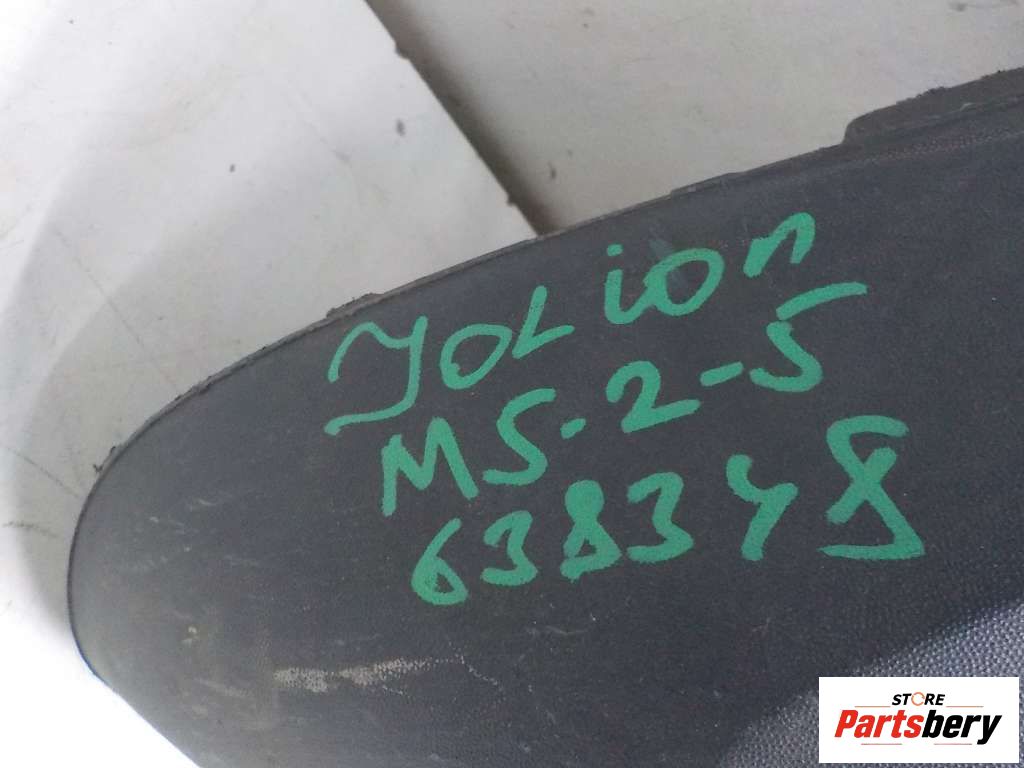 JOLion
MS-2-5
638348
STORE
Partsbery